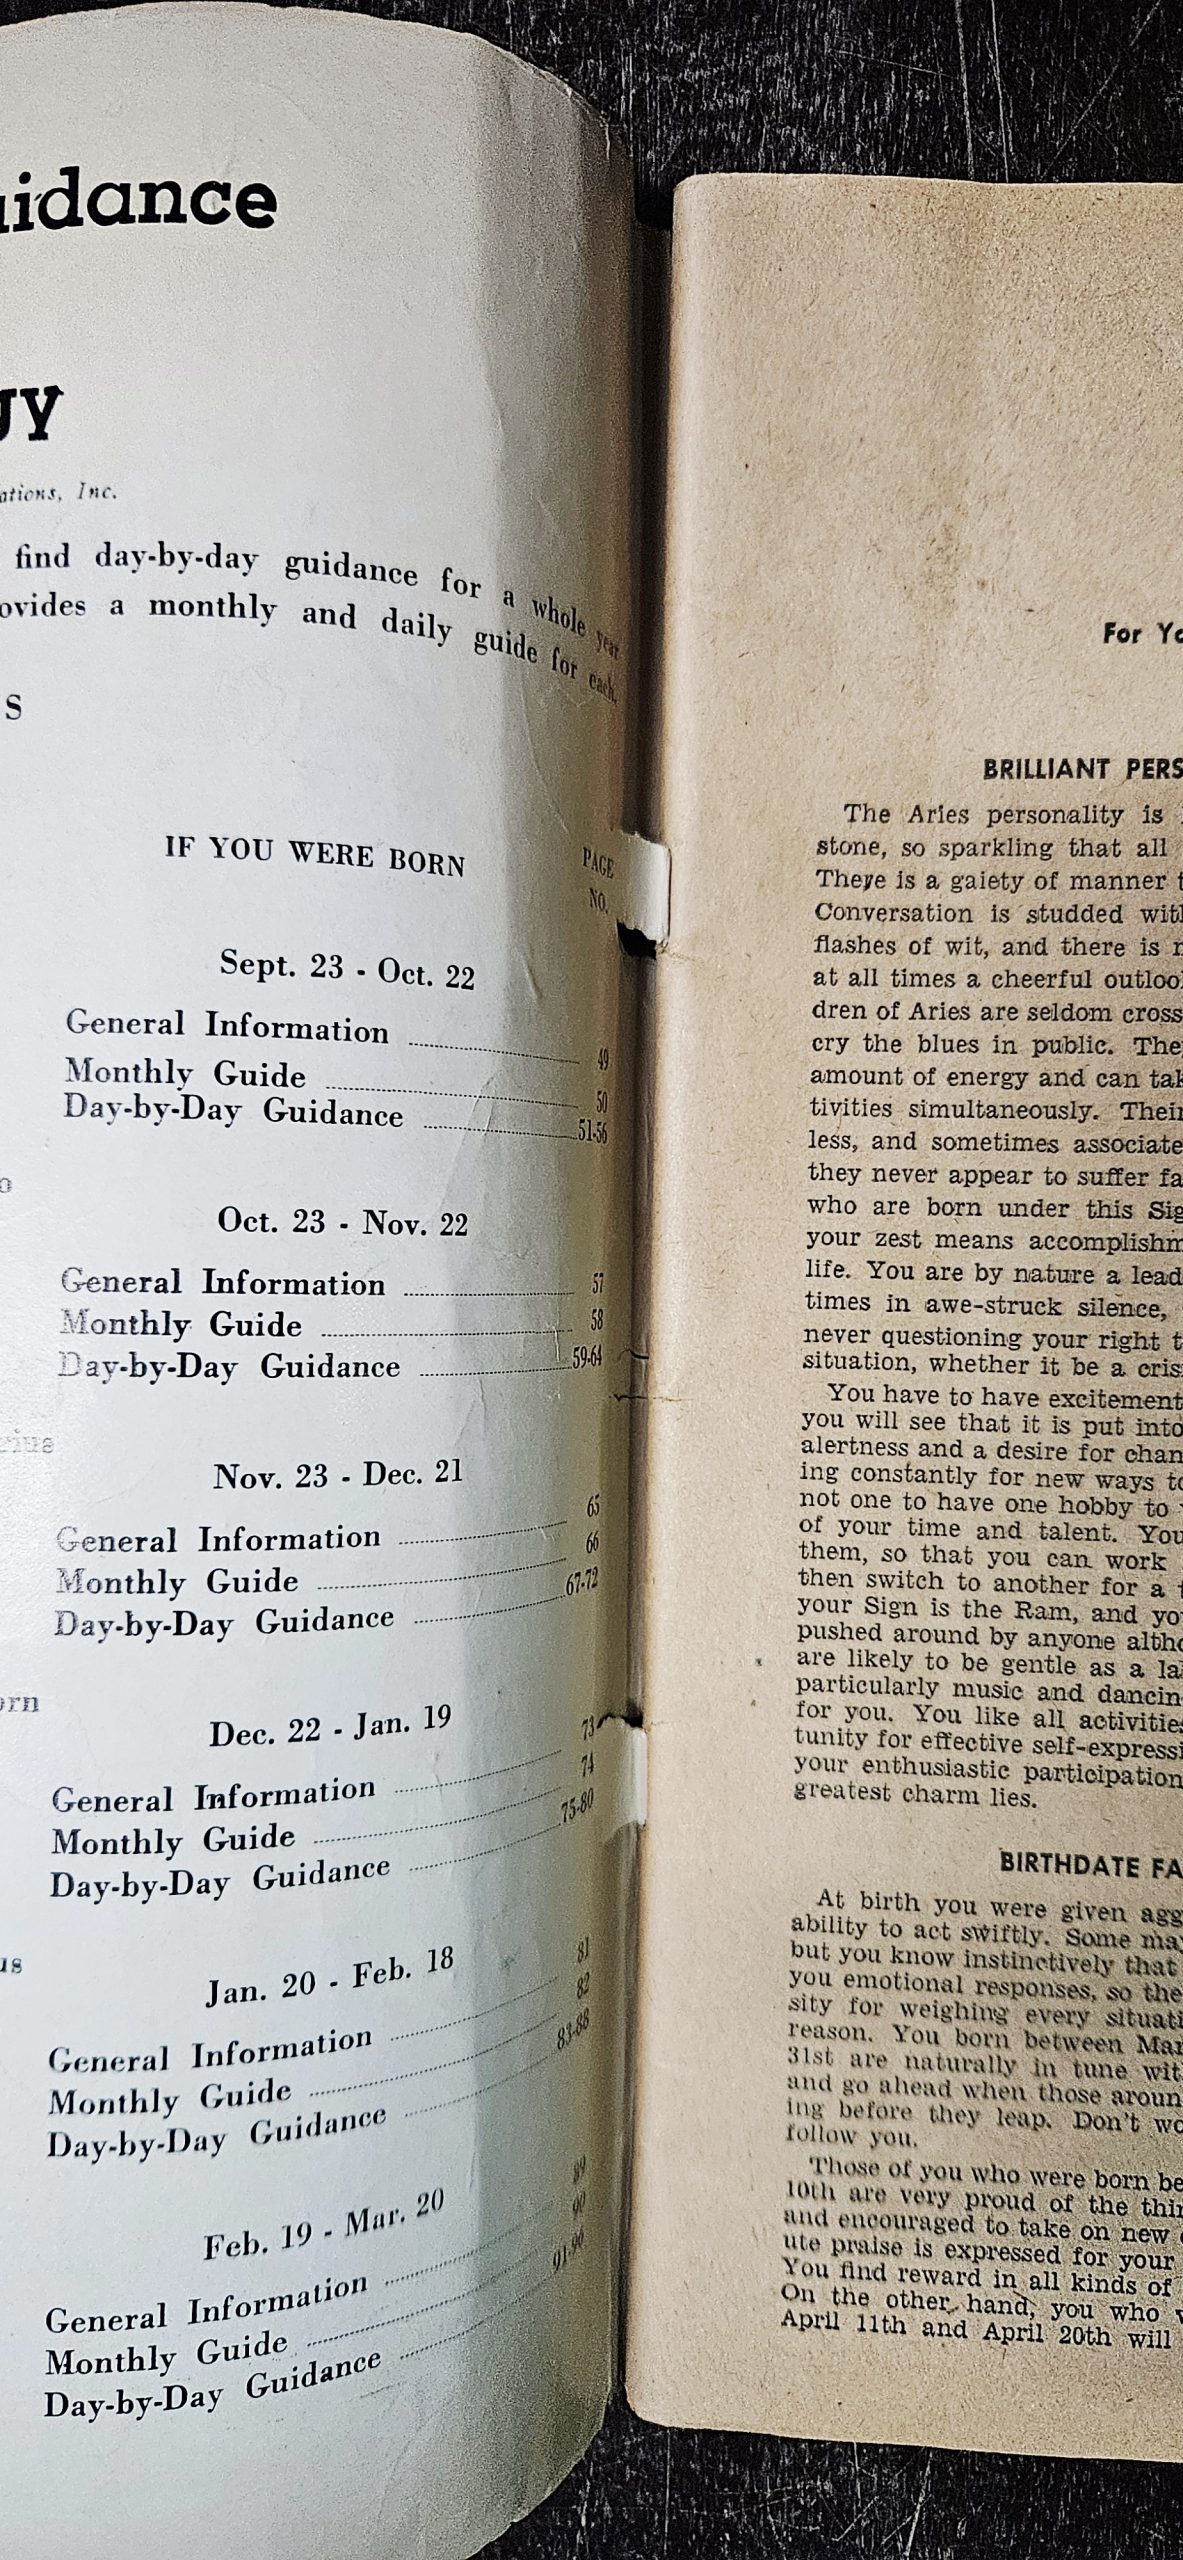 idance
gy
ations, Inc.
find day-by-day guidance for a whole year
ovides a monthly and daily guide for each.
S
IF YOU WERE BORN
PAGE
NO.
Sept. 23 - Oct. 22
General Information 49
Monthly Guide 50
Day-by-Day Guidance 51-56
o
Oct. 23 - Nov. 22
General Information 57
Monthly Guide 58
Day-by-Day Guidance 59-64
rius
Nov. 23 - Dec. 21
General Information 65
Monthly Guide 66
Day-by-Day Guidance 67-72
orn
Dec. 22 - Jan. 19
General Information 73
Monthly Guide 74
Day-by-Day Guidance 75-80
us
Jan. 20 - Feb. 18
General Information 81
Monthly Guide 82
Day-by-Day Guidance 83-88
Feb. 19 - Mar. 20
General Information 89
Monthly Guide 90
Day-by-Day Guidance 91-96
For Yo
BRILLIANT PERS
The Aries personality is
stone, so sparkling that all
There is a gaiety of manner t
Conversation is studded with
flashes of wit, and there is n
at all times a cheerful outloo
dren of Aries are seldom cross
cry the blues in public. The
amount of energy and can tak
tivities simultaneously. Their
less, and sometimes associate
they never appear to suffer fa
who are born under this Sig
your zest means accomplishm
life. You are by nature a lead
times in awe-struck silence,
never questioning your right t
situation, whether it be a cris
You have to have excitement
you will see that it is put into
alertness and a desire for chan
ing constantly for new ways to
not one to have one hobby to
of your time and talent. You
them, so that you can work
then switch to another for a
your Sign is the Ram, and yo
pushed around by anyone altho
are likely to be gentle as a la
particularly music and dancin
for you. You like all activities
tunity for effective self-expressi
your enthusiastic participation
greatest charm lies.
BIRTHDATE FA
At birth you were given agg
ability to act swiftly. Some ma
but you know instinctively that
you emotional responses, so the
sity for weighing every situati
reason. You born between Mar
31st are naturally in tune wit
and go ahead when those aroun
ing before they leap. Don't wo
follow you.
Those of you who were born be
10th are very proud of the thin
and encouraged to take on new
ute praise is expressed for your
You find reward in all kinds of
On the other hand, you who
April 11th and April 20th will